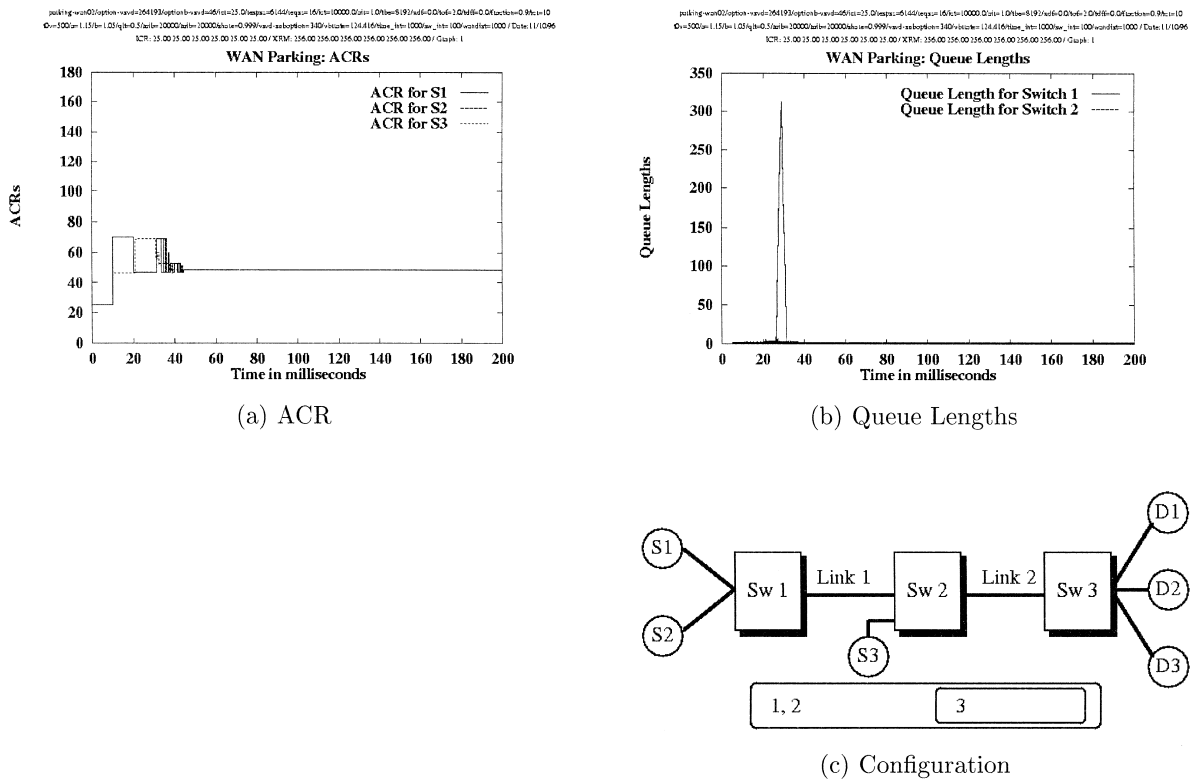 WAN Parking: ACRs
ACRs
180
160
140
120
100
80
60
40
20
0
ACR for S1
ACR for S2
ACR for S3
0 20 40 60 80 100 120 140 160 180 200
Time in milliseconds
(a) ACR
WAN Parking: Queue Lengths
Queue Lengths
350
300
250
200
150
100
50
0
Queue Length for Switch 1
Queue Length for Switch 2
0 20 40 60 80 100 120 140 160 180 200
Time in milliseconds
(b) Queue Lengths
S1
S2
Sw 1
Link 1
Sw 2
Link 2
Sw 3
S3
D1
D2
D3
1, 2
3
(c) Configuration